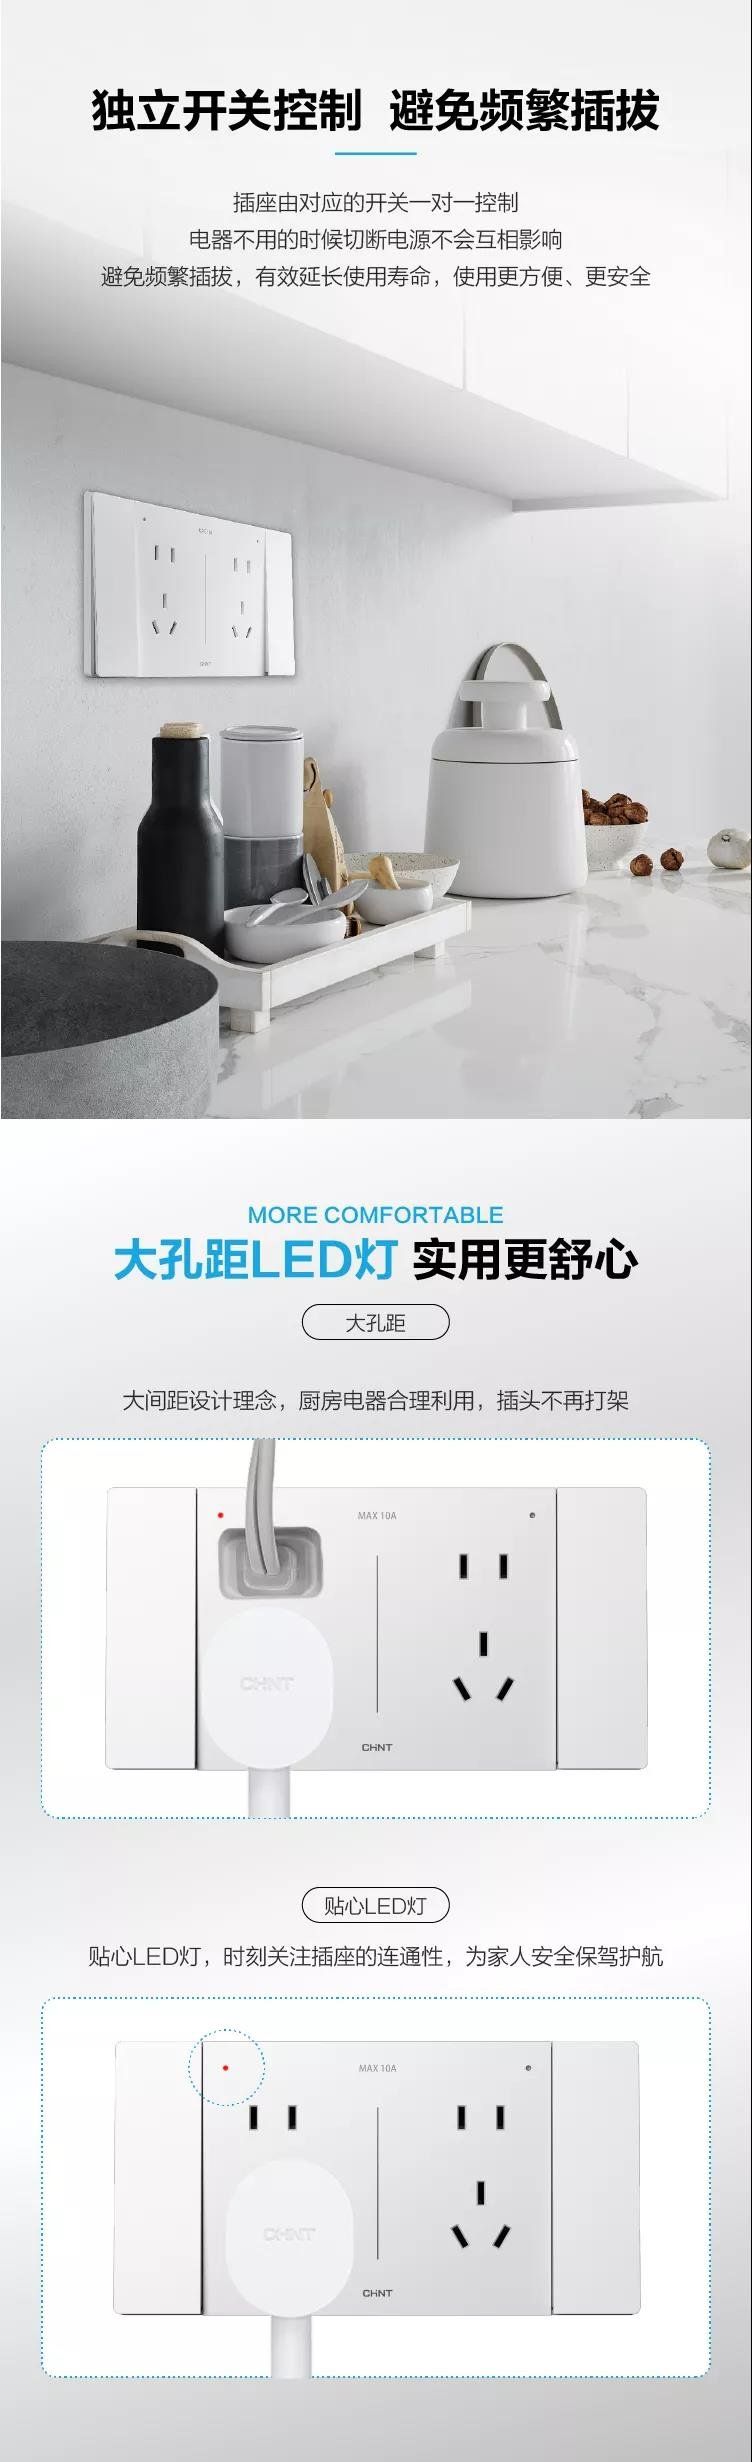 独立开关控制 避免频繁插拔
插座由对应的开关一对一控制
电器不用的时候切断电源不会互相影响
避免频繁插拔，有效延长使用寿命，使用更方便、更安全
CHNT
MORE COMFORTABLE
大孔距LED灯 实用更舒心
大孔距
大间距设计理念，厨房电器合理利用，插头不再打架
MAX 10A
CHNT
CHNT
贴心LED灯
贴心LED灯，时刻关注插座的连通性，为家人安全保驾护航
MAX 10A
CHNT
CHNT